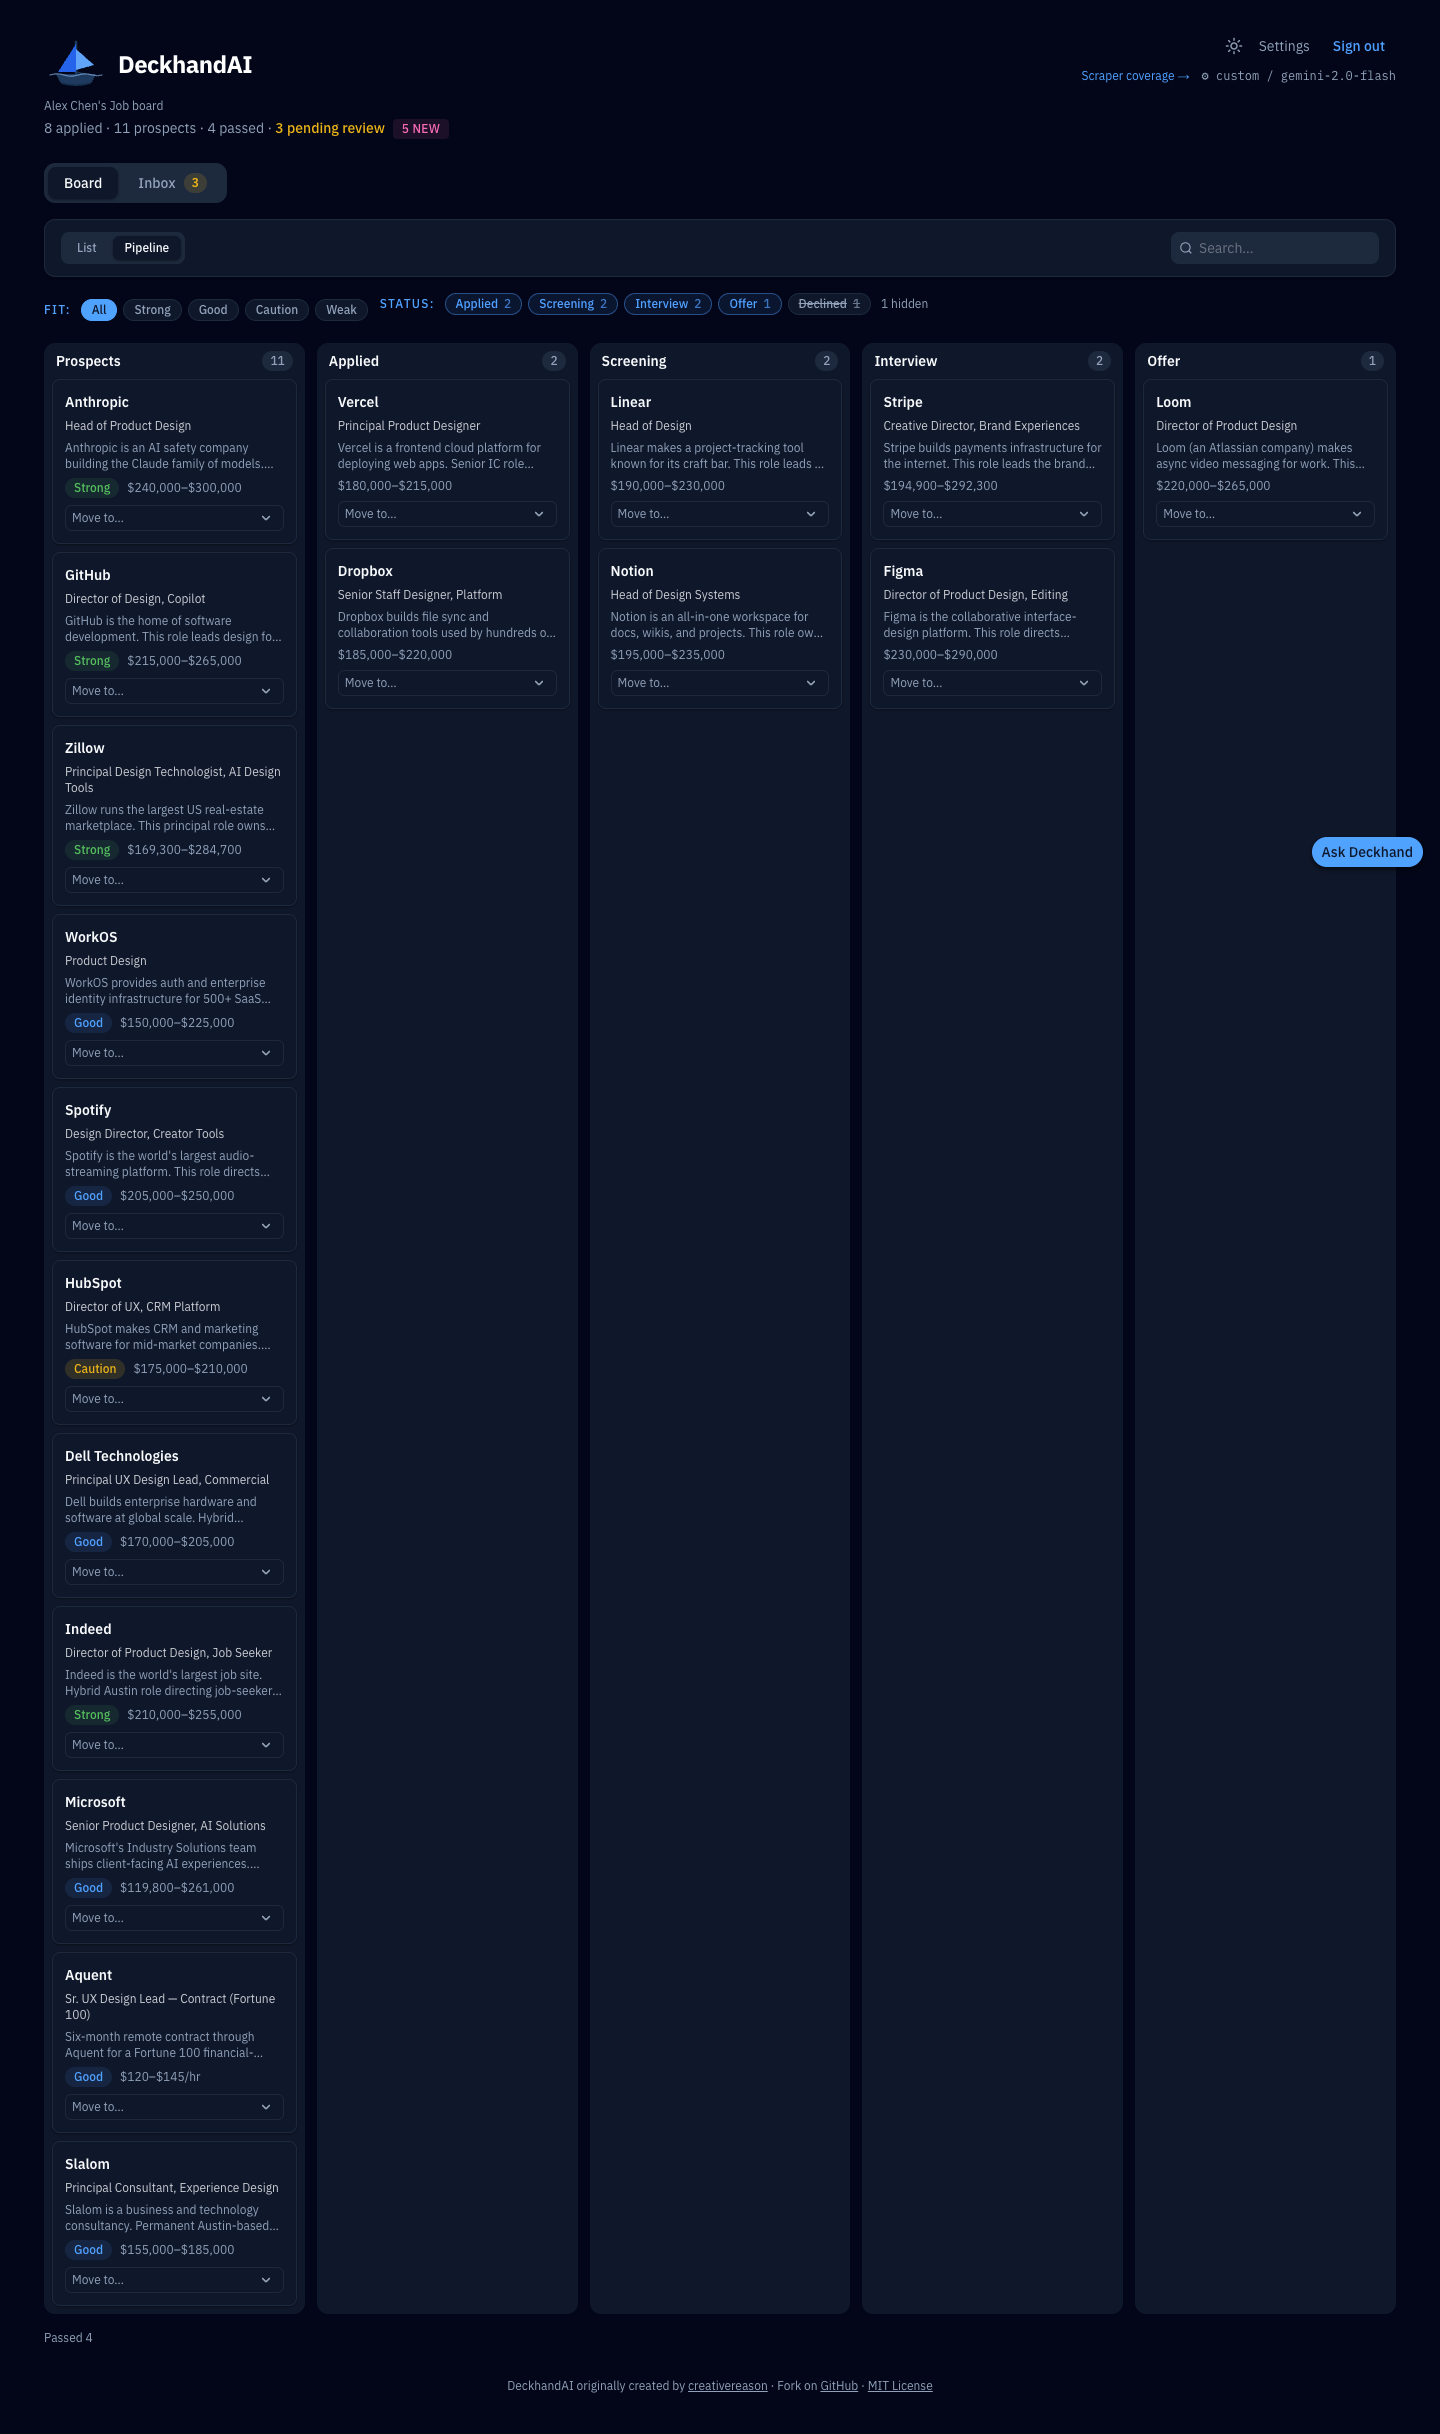 DeckhandAI
Settings
Sign out
Scraper coverage → ⚙ custom / gemini-2.0-flash
Alex Chen's Job board
8 applied · 11 prospects · 4 passed · 3 pending review 5 NEW
Board
Inbox 3
List
Pipeline
Search...
FIT: All Strong Good Caution Weak
STATUS: Applied 2 Screening 2 Interview 2 Offer 1 Declined 1 1 hidden
Prospects 11
Anthropic
Head of Product Design
Anthropic is an AI safety company
building the Claude family of models....
Strong $240,000–$300,000
Move to...
GitHub
Director of Design, Copilot
GitHub is the home of software
development. This role leads design fo...
Strong $215,000–$265,000
Move to...
Zillow
Principal Design Technologist, AI Design
Tools
Zillow runs the largest US real-estate
marketplace. This principal role owns...
Strong $169,300–$284,700
Move to...
WorkOS
Product Design
WorkOS provides auth and enterprise
identity infrastructure for 500+ SaaS...
Good $150,000–$225,000
Move to...
Spotify
Design Director, Creator Tools
Spotify is the world's largest audio-
streaming platform. This role directs...
Good $205,000–$250,000
Move to...
HubSpot
Director of UX, CRM Platform
HubSpot makes CRM and marketing
software for mid-market companies....
Caution $175,000–$210,000
Move to...
Dell Technologies
Principal UX Design Lead, Commercial
Dell builds enterprise hardware and
software at global scale. Hybrid...
Good $170,000–$205,000
Move to...
Indeed
Director of Product Design, Job Seeker
Indeed is the world's largest job site.
Hybrid Austin role directing job-seeker...
Strong $210,000–$255,000
Move to...
Microsoft
Senior Product Designer, AI Solutions
Microsoft's Industry Solutions team
ships client-facing AI experiences....
Good $119,800–$261,000
Move to...
Aquent
Sr. UX Design Lead — Contract (Fortune
100)
Six-month remote contract through
Aquent for a Fortune 100 financial-...
Good $120–$145/hr
Move to...
Slalom
Principal Consultant, Experience Design
Slalom is a business and technology
consultancy. Permanent Austin-based...
Good $155,000–$185,000
Move to...
Applied 2
Vercel
Principal Product Designer
Vercel is a frontend cloud platform for
deploying web apps. Senior IC role...
$180,000–$215,000
Move to...
Dropbox
Senior Staff Designer, Platform
Dropbox builds file sync and
collaboration tools used by hundreds o...
$185,000–$220,000
Move to...
Screening 2
Linear
Head of Design
Linear makes a project-tracking tool
known for its craft bar. This role leads ...
$190,000–$230,000
Move to...
Notion
Head of Design Systems
Notion is an all-in-one workspace for
docs, wikis, and projects. This role ow...
$195,000–$235,000
Move to...
Interview 2
Stripe
Creative Director, Brand Experiences
Stripe builds payments infrastructure for
the internet. This role leads the brand...
$194,900–$292,300
Move to...
Figma
Director of Product Design, Editing
Figma is the collaborative interface-
design platform. This role directs...
$230,000–$290,000
Move to...
Offer 1
Loom
Director of Product Design
Loom (an Atlassian company) makes
async video messaging for work. This...
$220,000–$265,000
Move to...
Ask Deckhand
Passed 4
DeckhandAI originally created by creativereason · Fork on GitHub · MIT License